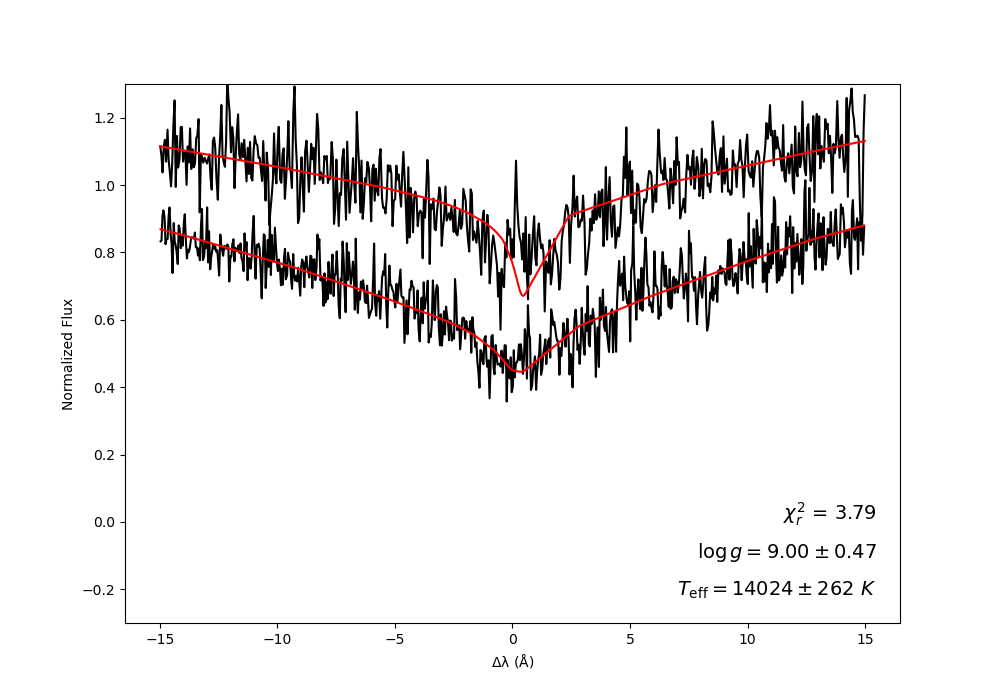 1.2
1.0
0.8
0.6
0.4
0.2
0.0
−0.2
Normalized Flux
χ²ᵣ = 3.79
log g = 9.00 ± 0.47
T_eff = 14024 ± 262 K
−15 −10 −5 0 5 10 15
Δλ (Å)